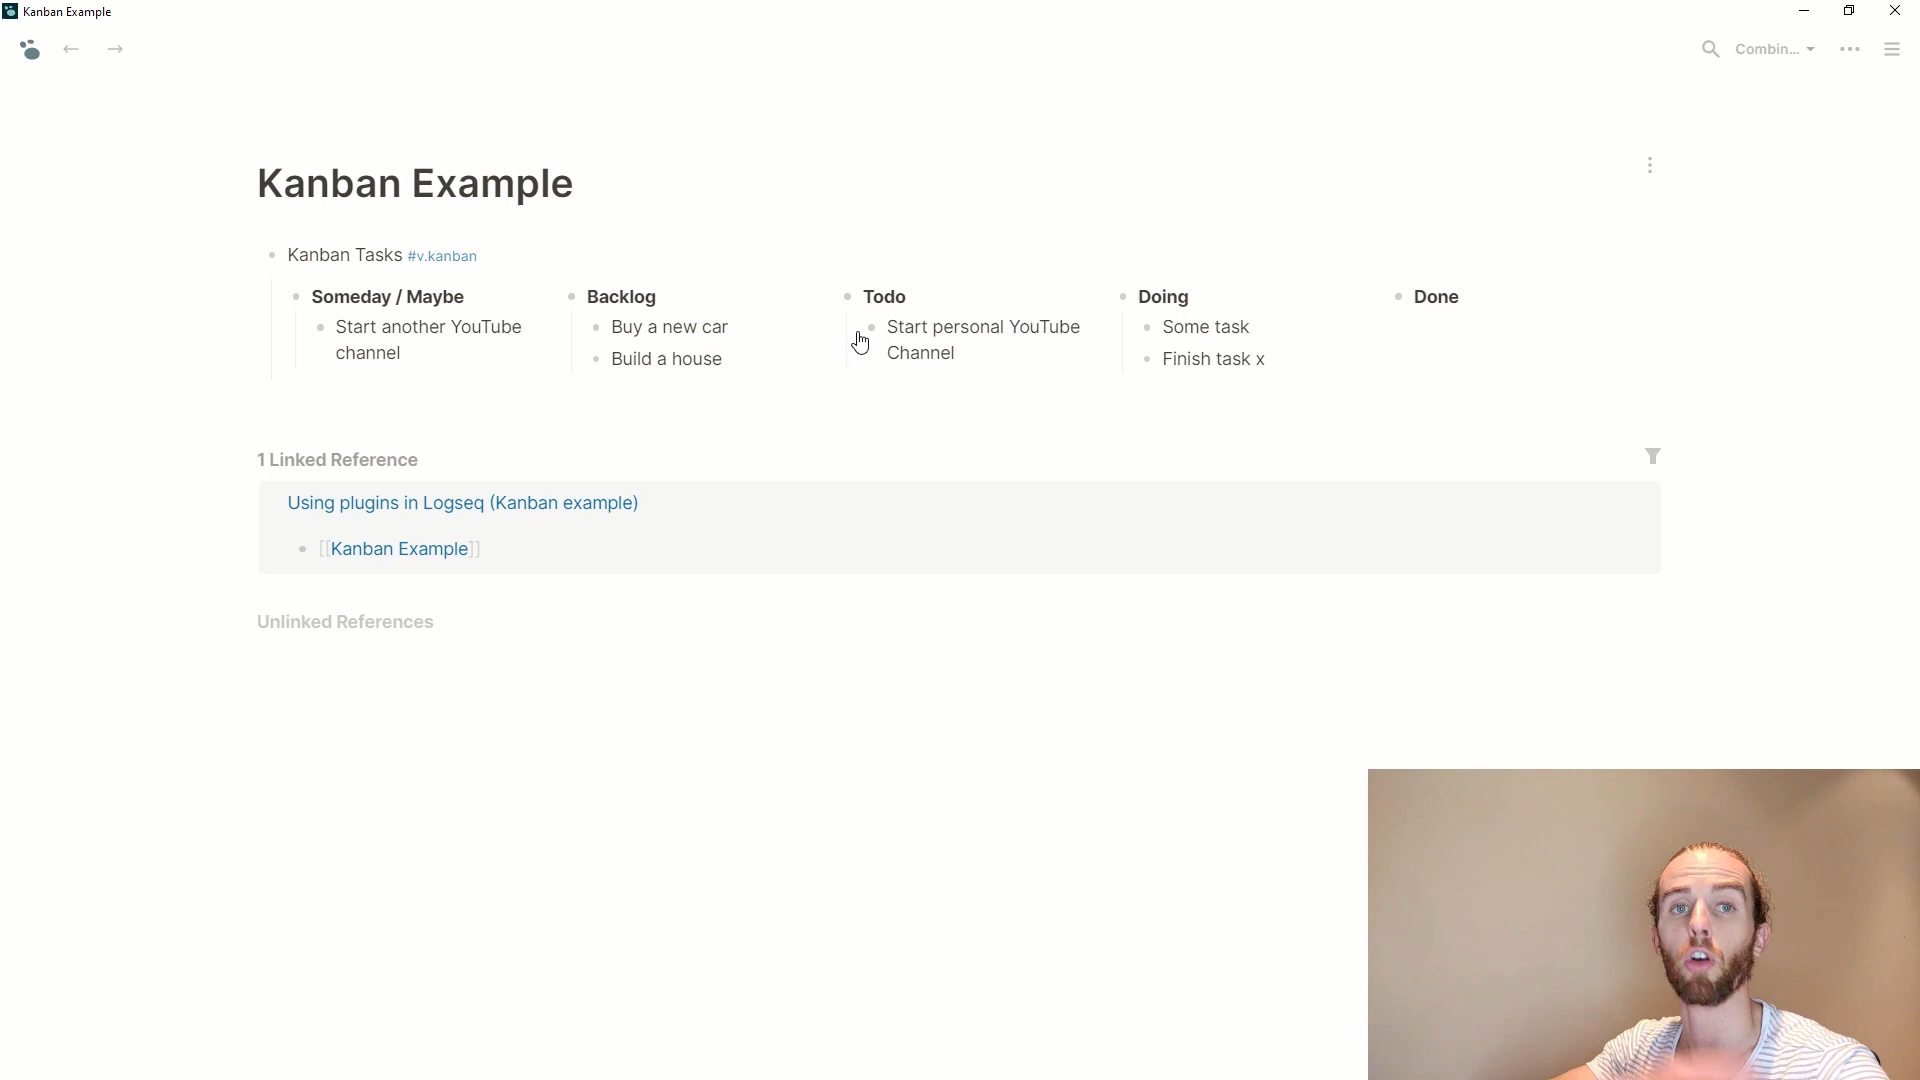 Kanban Example
Combin...
Kanban Example
Kanban Tasks #v.kanban
Someday / Maybe
Start another YouTube
channel
Backlog
Buy a new car
Build a house
Todo
Start personal YouTube
Channel
Doing
Some task
Finish task x
Done
1 Linked Reference
Using plugins in Logseq (Kanban example)
[[Kanban Example]]
Unlinked References